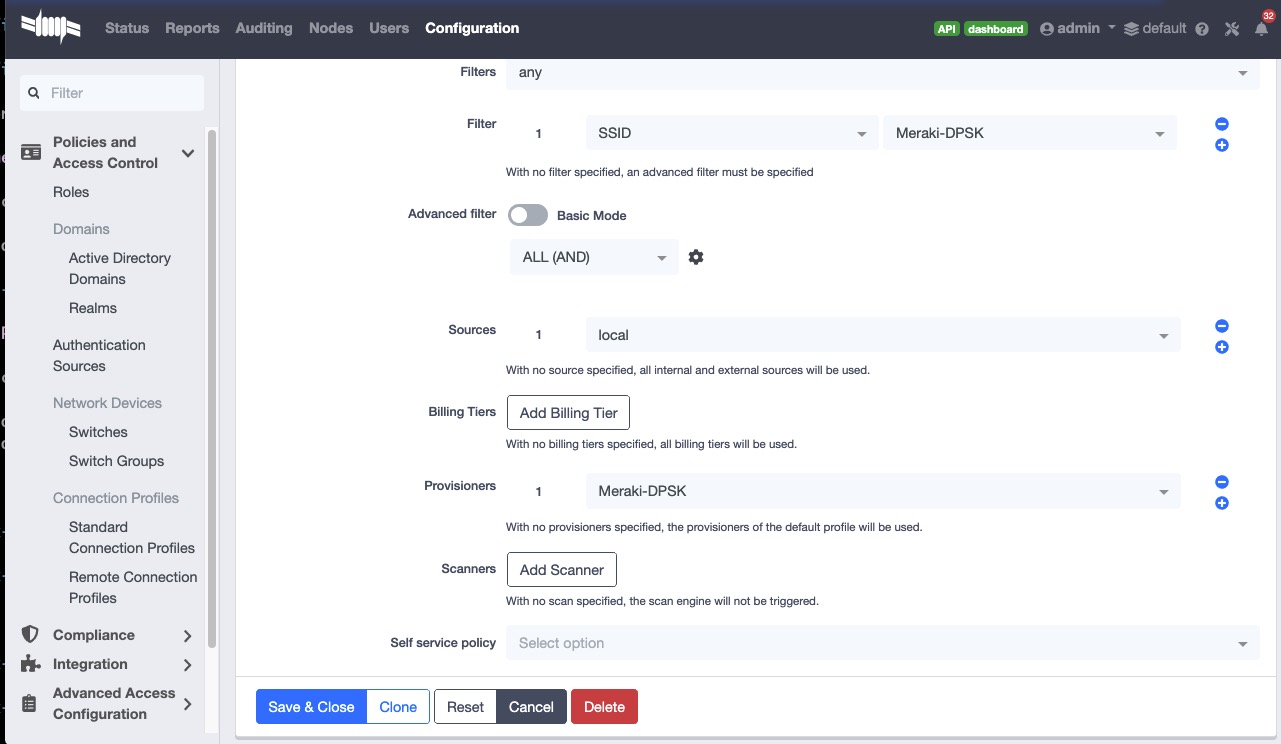 Status Reports Auditing Nodes Users Configuration
API dashboard admin default 32
Filter
Policies and
Access Control
Roles
Domains
Active Directory
Domains
Realms
Authentication
Sources
Network Devices
Switches
Switch Groups
Connection Profiles
Standard
Connection Profiles
Remote Connection
Profiles
Compliance
Integration
Advanced Access
Configuration
Filters any
Filter 1 SSID Meraki-DPSK
With no filter specified, an advanced filter must be specified
Advanced filter Basic Mode
ALL (AND)
Sources 1 local
With no source specified, all internal and external sources will be used.
Billing Tiers Add Billing Tier
With no billing tiers specified, all billing tiers will be used.
Provisioners 1 Meraki-DPSK
With no provisioners specified, the provisioners of the default profile will be used.
Scanners Add Scanner
With no scan specified, the scan engine will not be triggered.
Self service policy Select option
Save & Close Clone Reset Cancel Delete